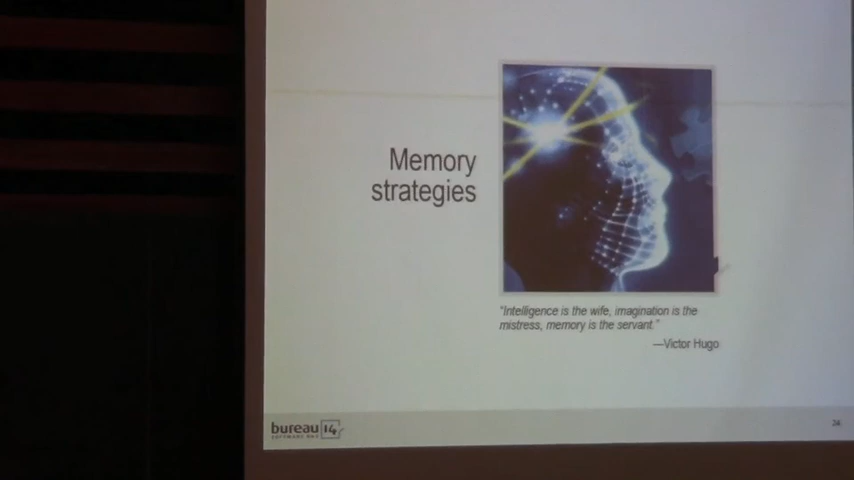 Memory
strategies
"Intelligence is the wife, imagination is the
mistress, memory is the servant."
—Victor Hugo
bureau 14